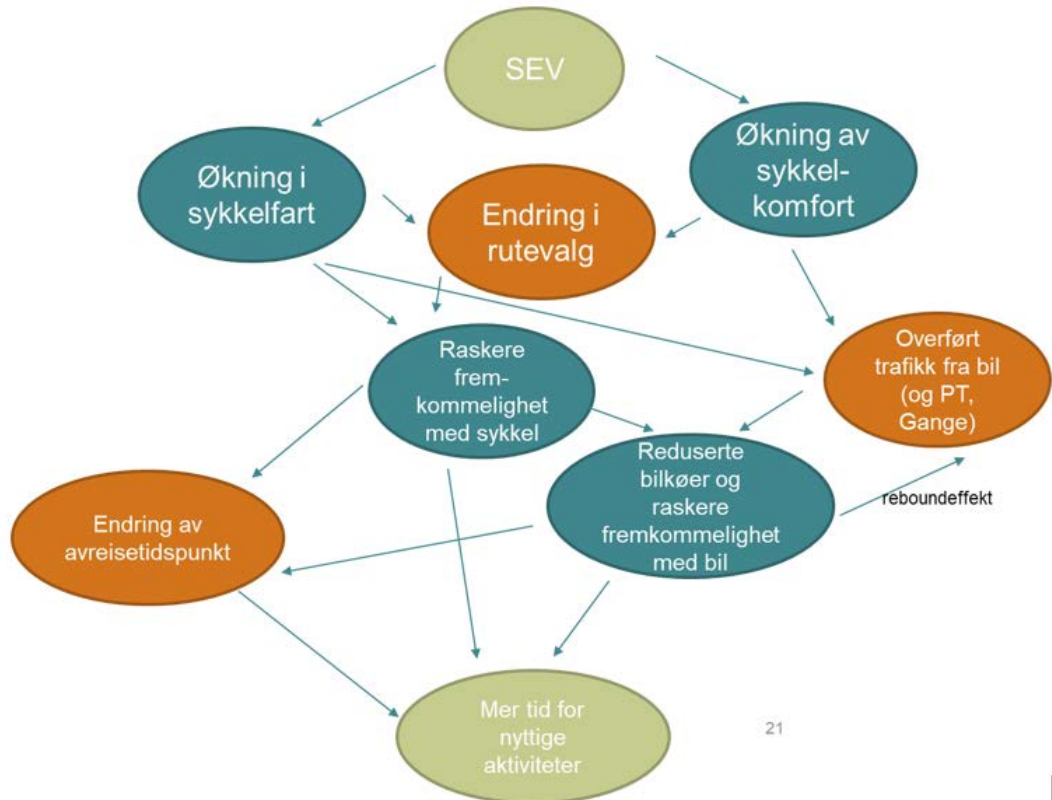 SEV
Økning i
sykkelfart
Økning av
sykkel-
komfort
Endring i
rutevalg
Raskere
frem-
kommelighet
med sykkel
Overført
trafikk fra bil
(og PT,
Gange)
Reduserte
bilkøer og
raskere
fremkommelighet
med bil
reboundeffekt
Endring av
avreisetidspunkt
Mer tid for
nyttige
aktiviteter
21